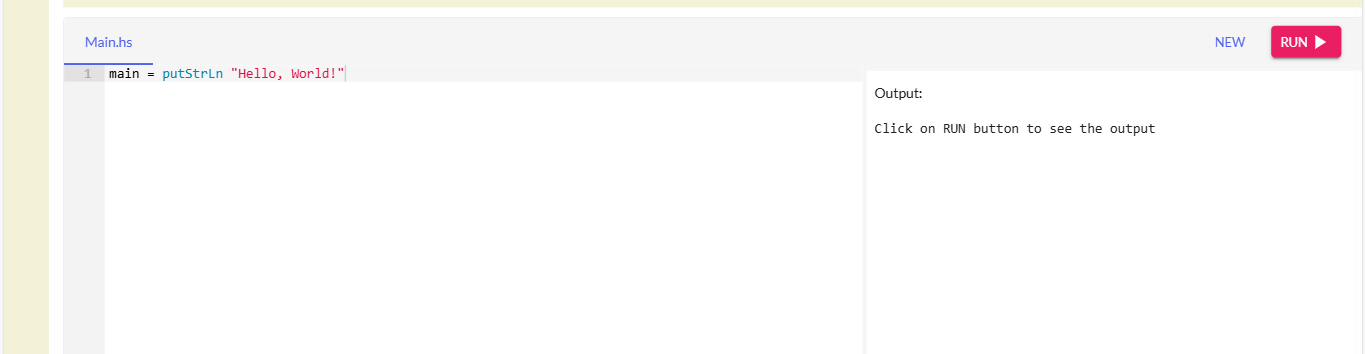 Main.hs
NEW
RUN
1 main = putStrLn "Hello, World!"
Output:
Click on RUN button to see the output